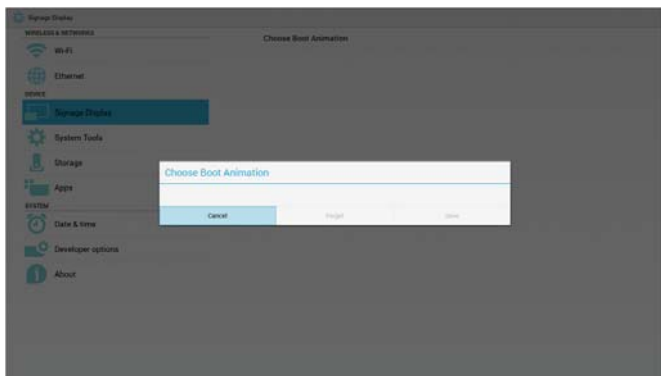 Signage Display
WIRELESS & NETWORKS
Choose Boot Animation
Wi-Fi
Ethernet
DEVICE
Signage Display
System Tools
Storage
Choose Boot Animation
Apps
SYSTEM
Cancel
Forget
Save
Date & time
Developer options
About